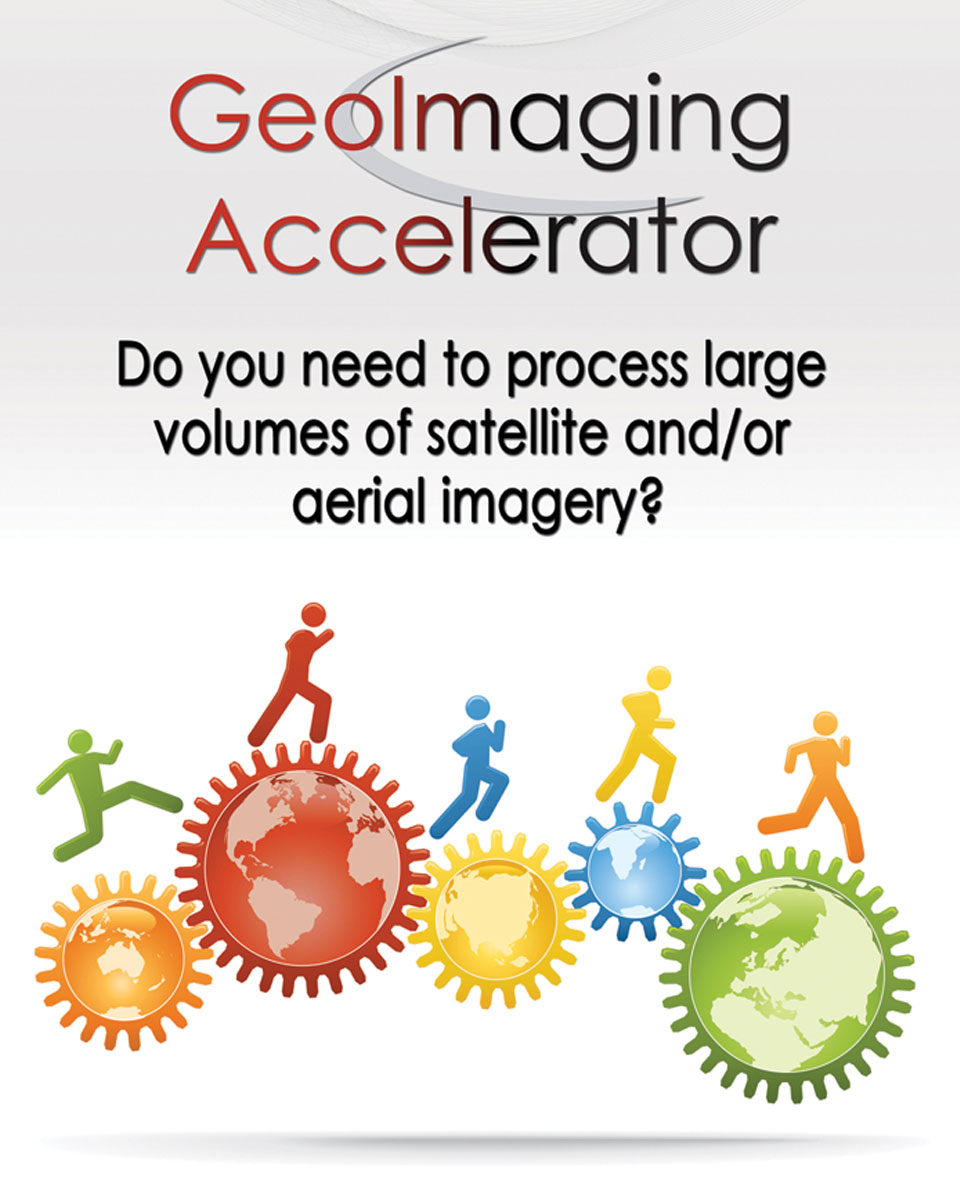 GeoImaging
Accelerator
Do you need to process large
volumes of satellite and/or
aerial imagery?